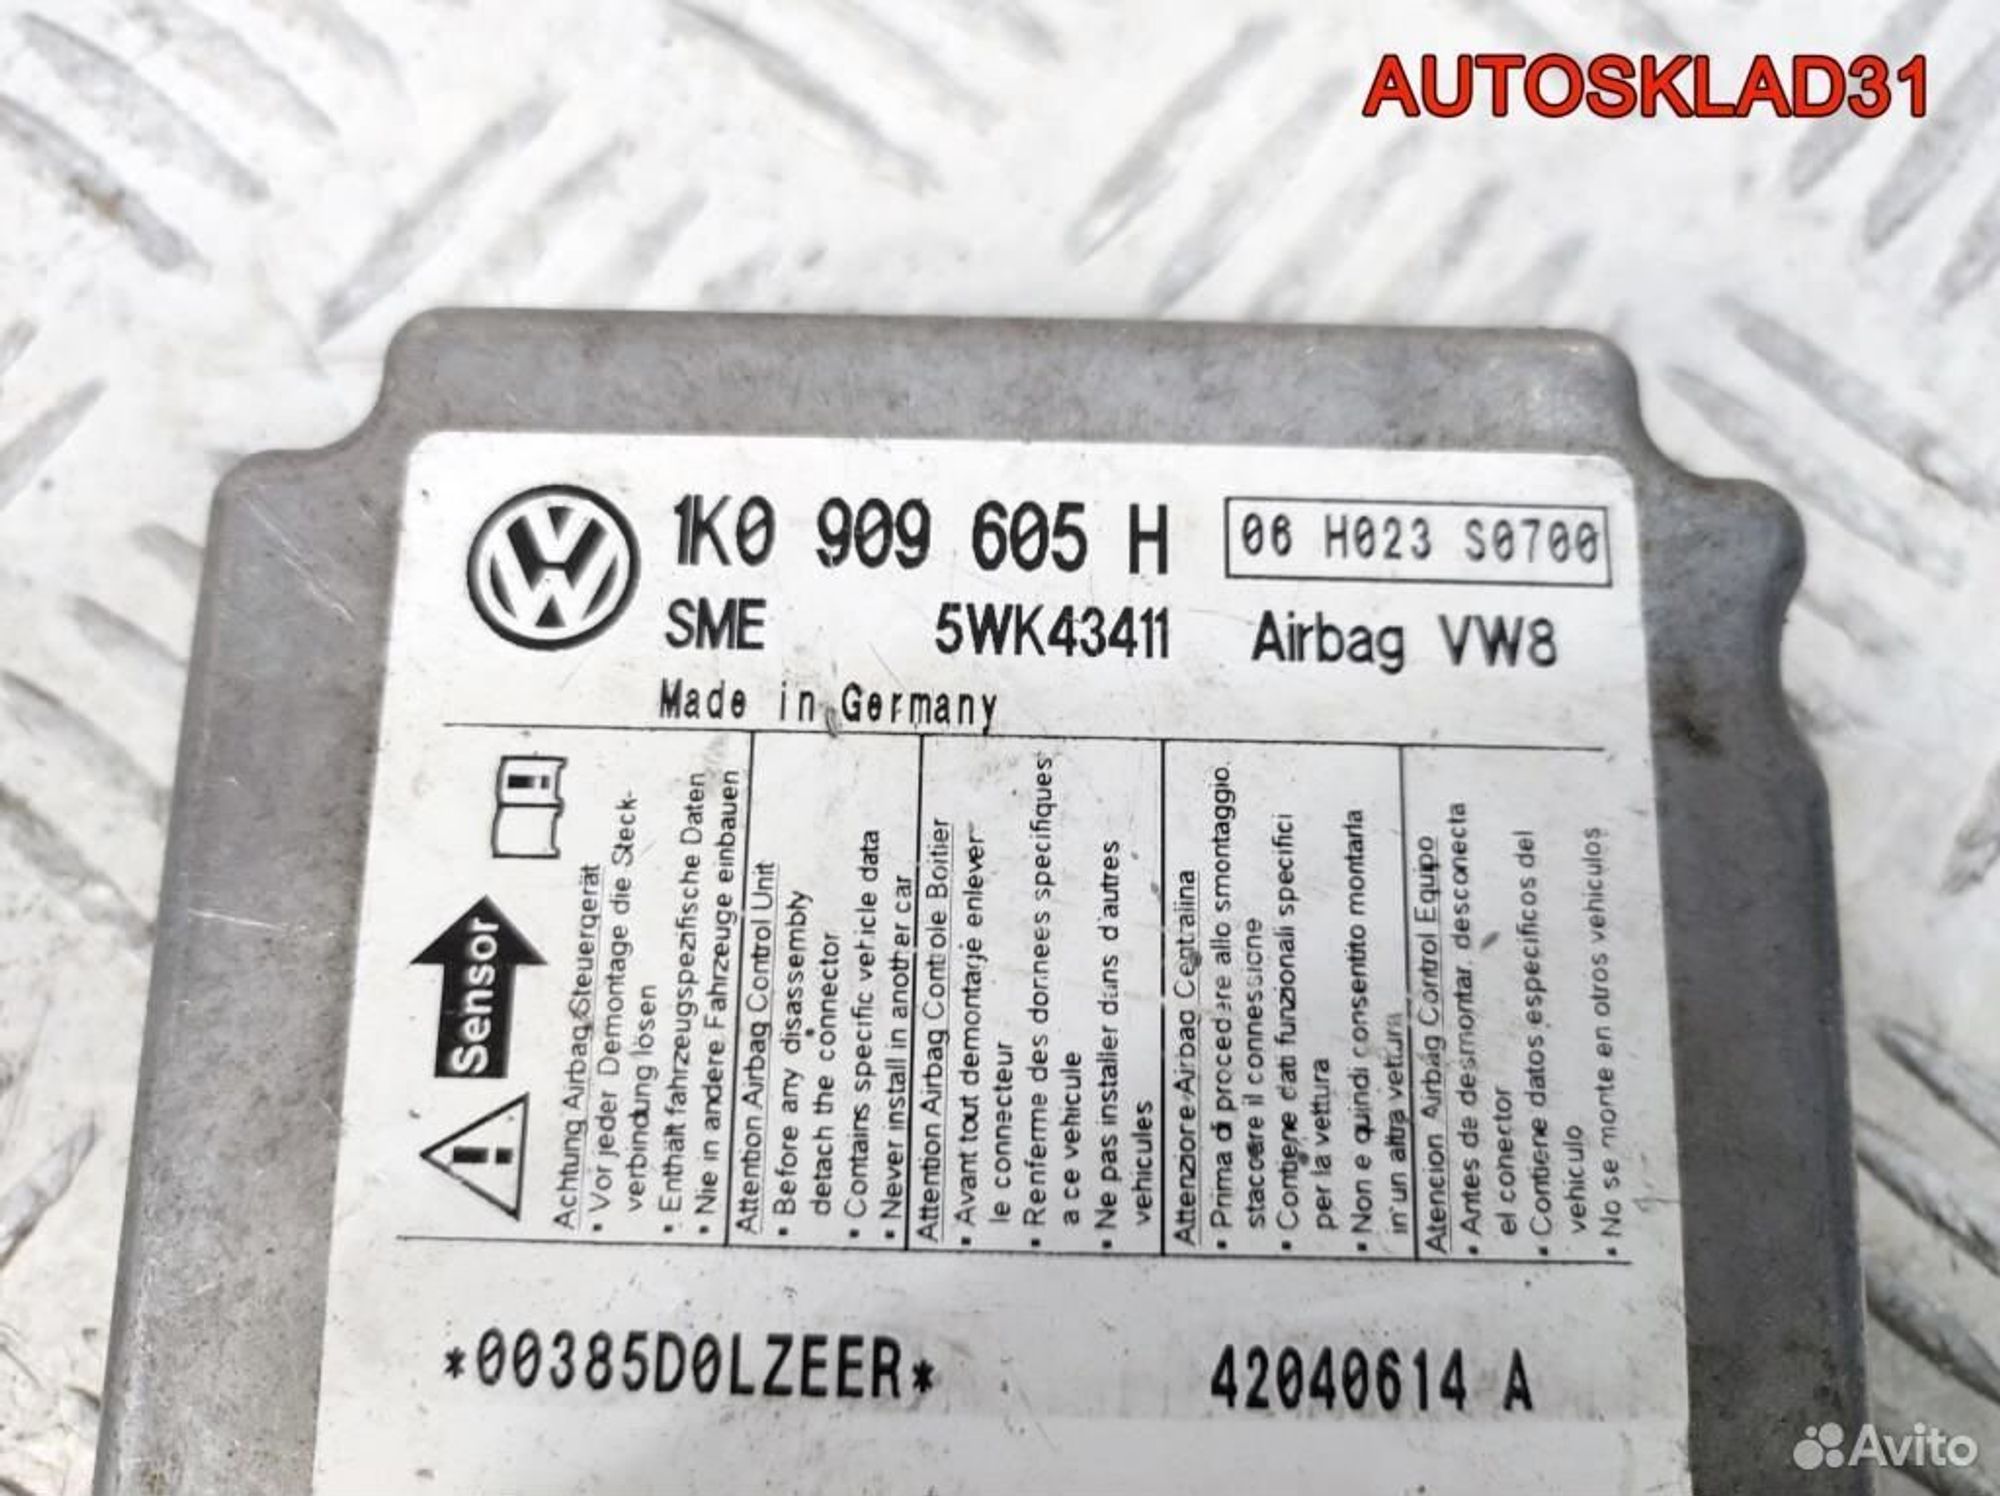 AUTOSKLAD31
1K0 909 605 H
06 H023 S0700
SME 5WK43411 Airbag VW8
Made in Germany
Sensor
Achtung Airbag Steuergerät
• Vor jeder Demontage die Steck-
verbindung lösen
• Enthält fahrzeugspezifische Daten
• Nie in andere Fahrzeuge einbauen
Attention Airbag Control Unit
• Before any disassembly
detach the connector
• Contains specific vehicle data
• Never install in another car
Attention Airbag Controle Boitier
• Avant tout demontarje enlever
le connecteur
• Renferme des donnees specifiques
a ce vehicule
• Ne pas installer dans d'autres
vehicules
Attenzione Airbag Centralina
• Prima di procedere allo smontaggio
staccare il connessione
• Contiene dati funzionali specifici
per la vettura
• Non e quindi consentito montarla
in un altra vettura
Atencion Airbag Control Equipo
• Antes de desmontar, desconecta
el conector
• Contiene datos especificos del
vehiculo
• No se monte en otros vehiculos
*00385D0LZEER* 42040614 A
Avito